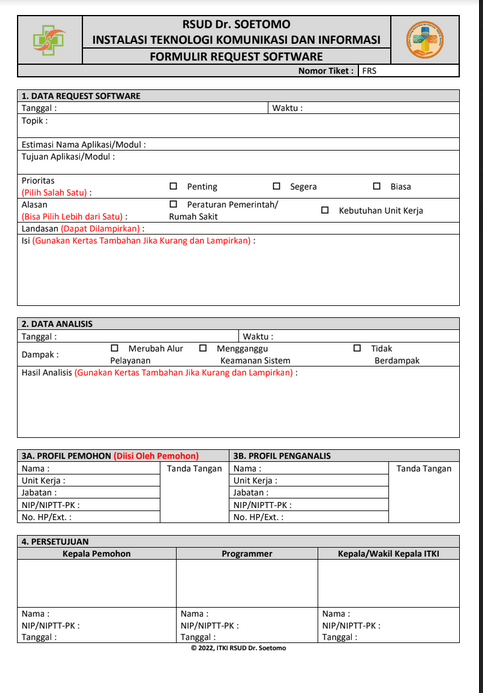 RSUD Dr. SOETOMO
INSTALASI TEKNOLOGI KOMUNIKASI DAN INFORMASI
FORMULIR REQUEST SOFTWARE
Nomor Tiket : FRS
1. DATA REQUEST SOFTWARE
Tanggal : Waktu :
Topik :
Estimasi Nama Aplikasi/Modul :
Tujuan Aplikasi/Modul :
Prioritas
(Pilih Salah Satu) : ☐ Penting ☐ Segera ☐ Biasa
Alasan
(Bisa Pilih Lebih dari Satu) : ☐ Peraturan Pemerintah/
Rumah Sakit ☐ Kebutuhan Unit Kerja
Landasan (Dapat Dilampirkan) :
Isi (Gunakan Kertas Tambahan Jika Kurang dan Lampirkan) :
2. DATA ANALISIS
Tanggal : Waktu :
Dampak : ☐ Merubah Alur
Pelayanan ☐ Mengganggu
Keamanan Sistem ☐ Tidak
Berdampak
Hasil Analisis (Gunakan Kertas Tambahan Jika Kurang dan Lampirkan) :
3A. PROFIL PEMOHON (Diisi Oleh Pemohon) 3B. PROFIL PENGANALIS
Nama : Tanda Tangan Nama : Tanda Tangan
Unit Kerja : Unit Kerja :
Jabatan : Jabatan :
NIP/NIPTT-PK : NIP/NIPTT-PK :
No. HP/Ext. : No. HP/Ext. :
4. PERSETUJUAN
Kepala Pemohon Programmer Kepala/Wakil Kepala ITKI
Nama : Nama : Nama :
NIP/NIPTT-PK : NIP/NIPTT-PK : NIP/NIPTT-PK :
Tanggal : Tanggal : Tanggal :
© 2022, ITKI RSUD Dr. Soetomo